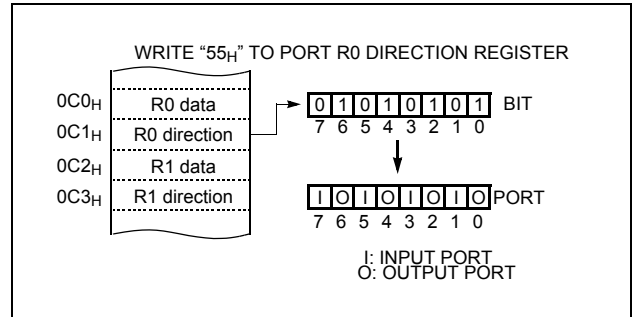 WRITE “55H” TO PORT R0 DIRECTION REGISTER
0C0H R0 data
0C1H R0 direction
0C2H R1 data
0C3H R1 direction
0 1 0 1 0 1 0 1 BIT
7 6 5 4 3 2 1 0
I O I O I O I O PORT
7 6 5 4 3 2 1 0
I: INPUT PORT
O: OUTPUT PORT